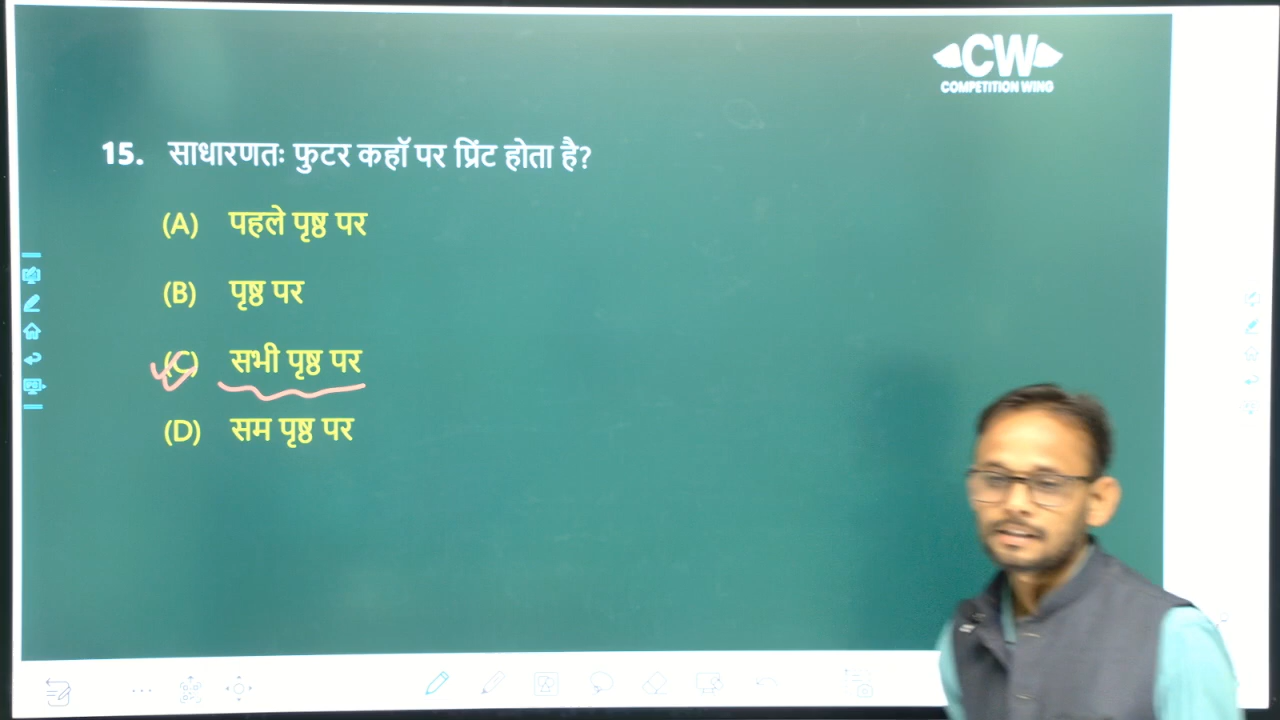 CW
COMPETITION WING
15. साधारणतः फुटर कहॉ पर प्रिंट होता है?
(A) पहले पृष्ठ पर
(B) पृष्ठ पर
(C) सभी पृष्ठ पर
(D) सम पृष्ठ पर